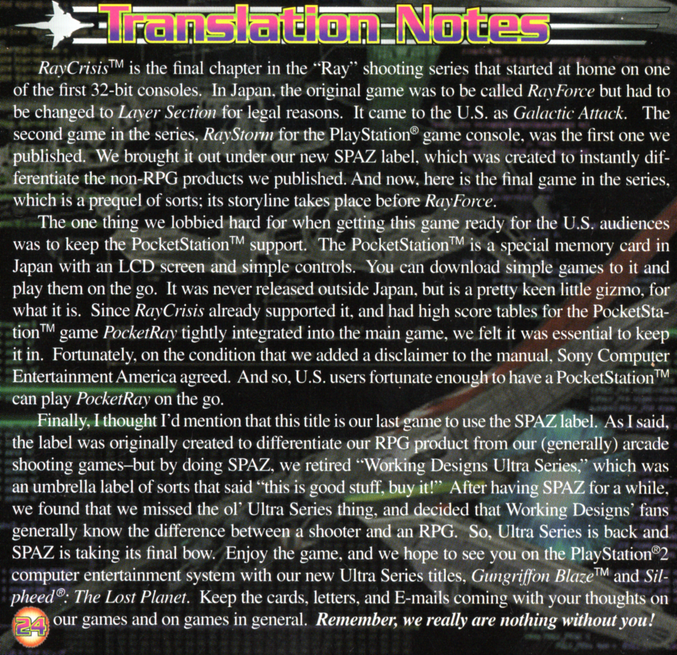 Translation Notes
RayCrisis™ is the final chapter in the “Ray” shooting series that started at home on one
of the first 32-bit consoles. In Japan, the original game was to be called RayForce but had to
be changed to Layer Section for legal reasons. It came to the U.S. as Galactic Attack. The
second game in the series, RayStorm for the PlayStation® game console, was the first one we
published. We brought it out under our new SPAZ label, which was created to instantly dif-
ferentiate the non-RPG products we published. And now, here is the final game in the series,
which is a prequel of sorts; its storyline takes place before RayForce.
The one thing we lobbied hard for when getting this game ready for the U.S. audiences
was to keep the PocketStation™ support. The PocketStation™ is a special memory card in
Japan with an LCD screen and simple controls. You can download simple games to it and
play them on the go. It was never released outside Japan, but is a pretty keen little gizmo, for
what it is. Since RayCrisis already supported it, and had high score tables for the PocketSta-
tion™ game PocketRay tightly integrated into the main game, we felt it was essential to keep
it in. Fortunately, on the condition that we added a disclaimer to the manual, Sony Computer
Entertainment America agreed. And so, U.S. users fortunate enough to have a PocketStation™
can play PocketRay on the go.
Finally, I thought I’d mention that this title is our last game to use the SPAZ label. As I said,
the label was originally created to differentiate our RPG product from our (generally) arcade
shooting games–but by doing SPAZ, we retired “Working Designs Ultra Series,” which was
an umbrella label of sorts that said “this is good stuff, buy it!” After having SPAZ for a while,
we found that we missed the ol’ Ultra Series thing, and decided that Working Designs’ fans
generally know the difference between a shooter and an RPG. So, Ultra Series is back and
SPAZ is taking its final bow. Enjoy the game, and we hope to see you on the PlayStation®2
computer entertainment system with our new Ultra Series titles, Gungriffon Blaze™ and Sil-
pheed®: The Lost Planet. Keep the cards, letters, and E-mails coming with your thoughts on
our games and on games in general. Remember, we really are nothing without you!
24